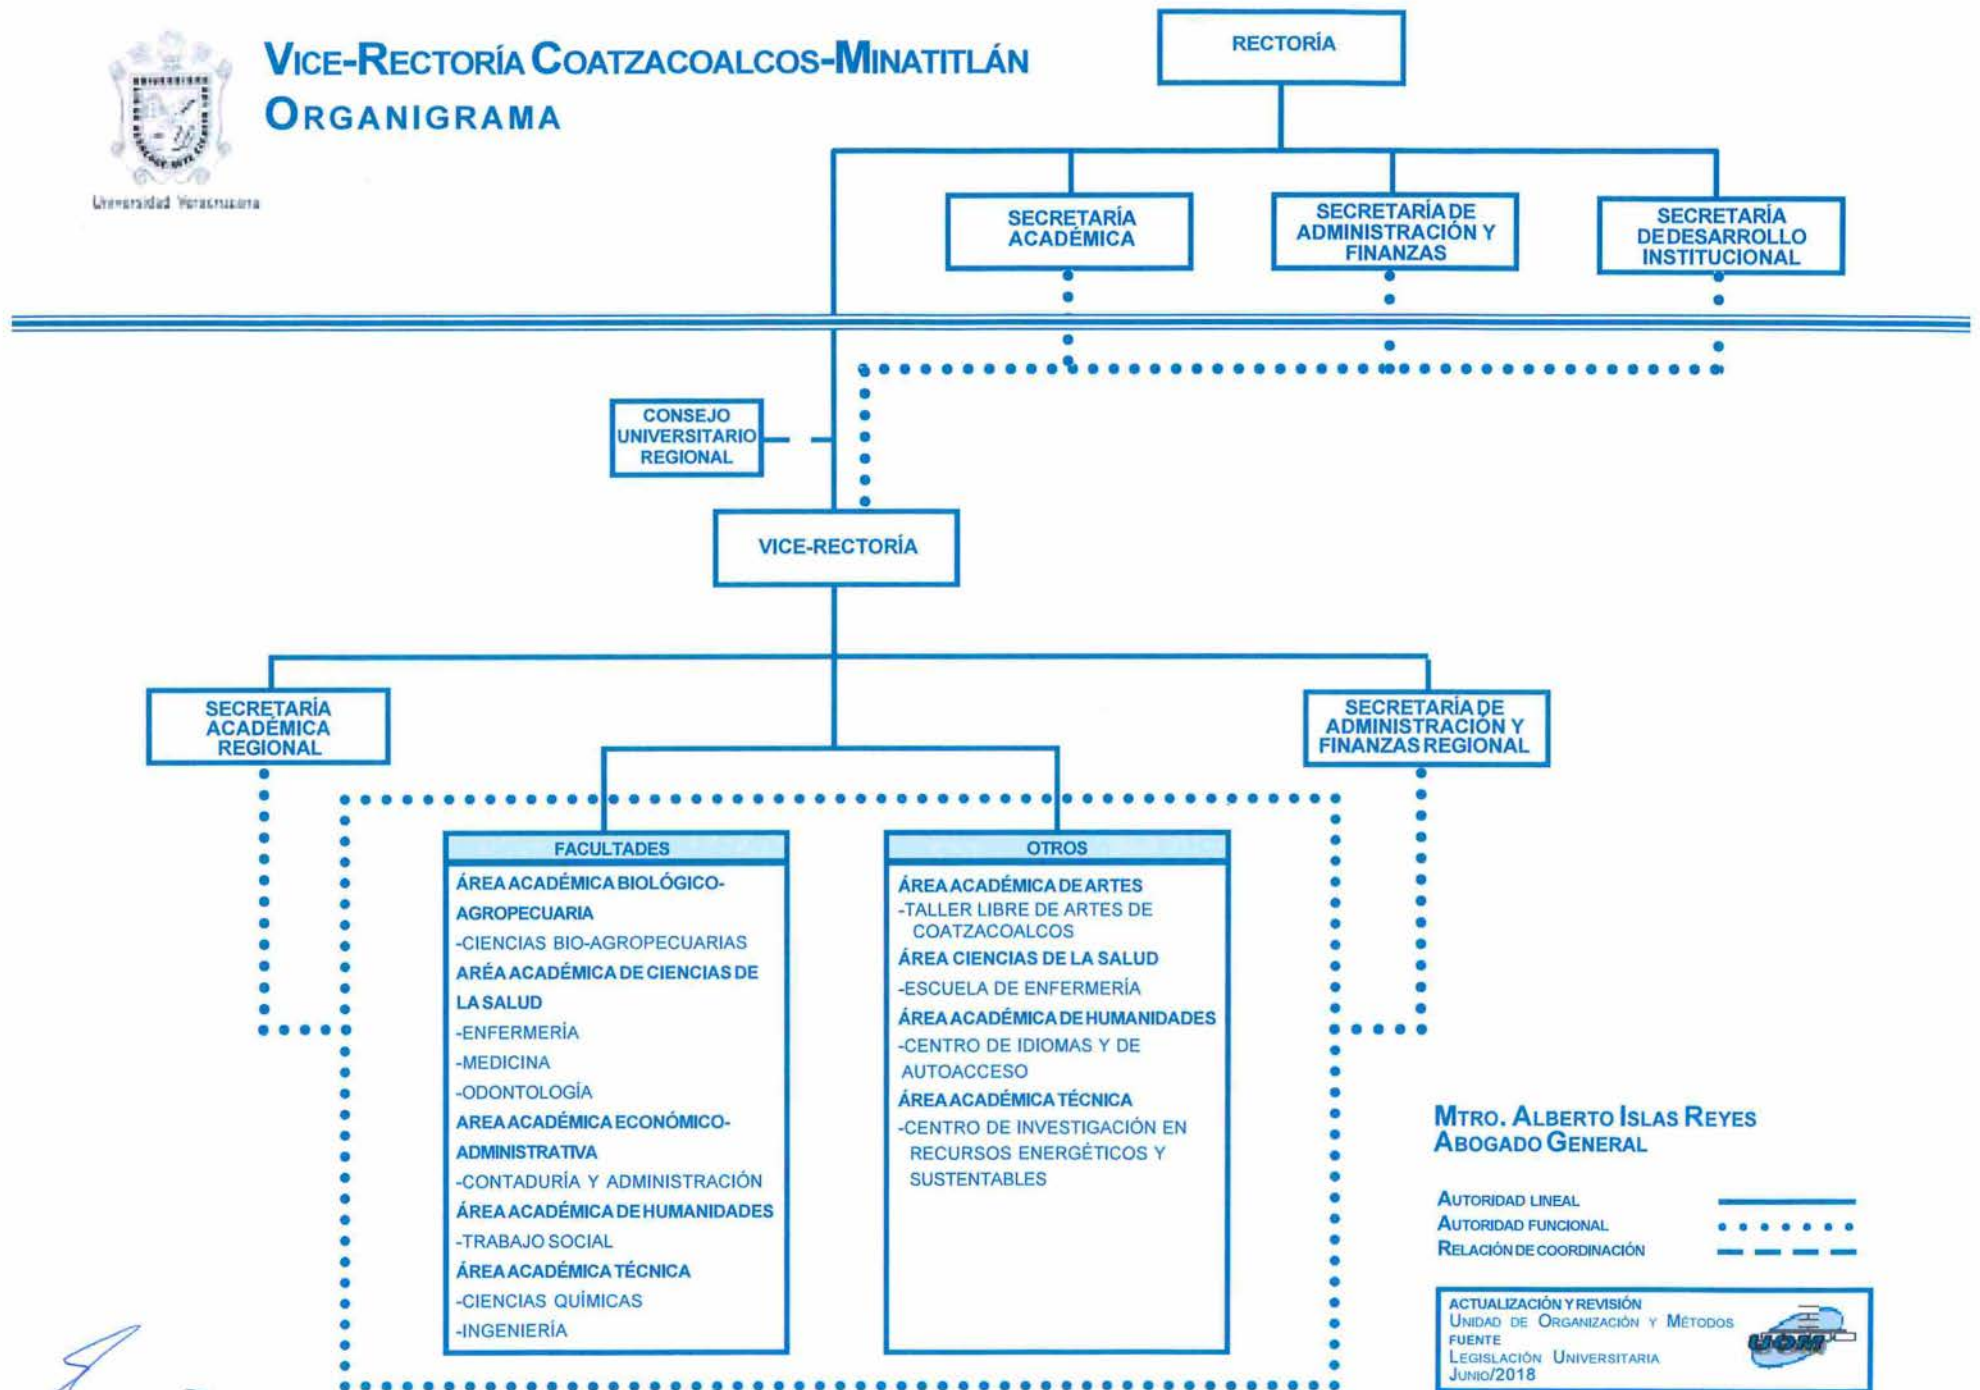 VICE-RECTORÍA COATZACOALCOS-MINATITLÁN
ORGANIGRAMA
Universidad Veracruzana
RECTORÍA
SECRETARÍA
ACADÉMICA
SECRETARÍA DE
ADMINISTRACIÓN Y
FINANZAS
SECRETARÍA
DE DESARROLLO
INSTITUCIONAL
CONSEJO
UNIVERSITARIO
REGIONAL
VICE-RECTORÍA
SECRETARÍA
ACADÉMICA
REGIONAL
SECRETARÍA DE
ADMINISTRACIÓN Y
FINANZAS REGIONAL
FACULTADES
ÁREA ACADÉMICA BIOLÓGICO-
AGROPECUARIA
-CIENCIAS BIO-AGROPECUARIAS
ARÉA ACADÉMICA DE CIENCIAS DE
LA SALUD
-ENFERMERÍA
-MEDICINA
-ODONTOLOGÍA
AREA ACADÉMICA ECONÓMICO-
ADMINISTRATIVA
-CONTADURÍA Y ADMINISTRACIÓN
ÁREA ACADÉMICA DE HUMANIDADES
-TRABAJO SOCIAL
ÁREA ACADÉMICA TÉCNICA
-CIENCIAS QUÍMICAS
-INGENIERÍA
OTROS
ÁREA ACADÉMICA DE ARTES
-TALLER LIBRE DE ARTES DE
COATZACOALCOS
ÁREA CIENCIAS DE LA SALUD
-ESCUELA DE ENFERMERÍA
ÁREA ACADÉMICA DE HUMANIDADES
-CENTRO DE IDIOMAS Y DE
AUTOACCESO
ÁREA ACADÉMICA TÉCNICA
-CENTRO DE INVESTIGACIÓN EN
RECURSOS ENERGÉTICOS Y
SUSTENTABLES
MTRO. ALBERTO ISLAS REYES
ABOGADO GENERAL
AUTORIDAD LINEAL
AUTORIDAD FUNCIONAL
RELACIÓN DE COORDINACIÓN
ACTUALIZACIÓN Y REVISIÓN
UNIDAD DE ORGANIZACIÓN Y MÉTODOS
FUENTE
LEGISLACIÓN UNIVERSITARIA
JUNIO/2018
UOM